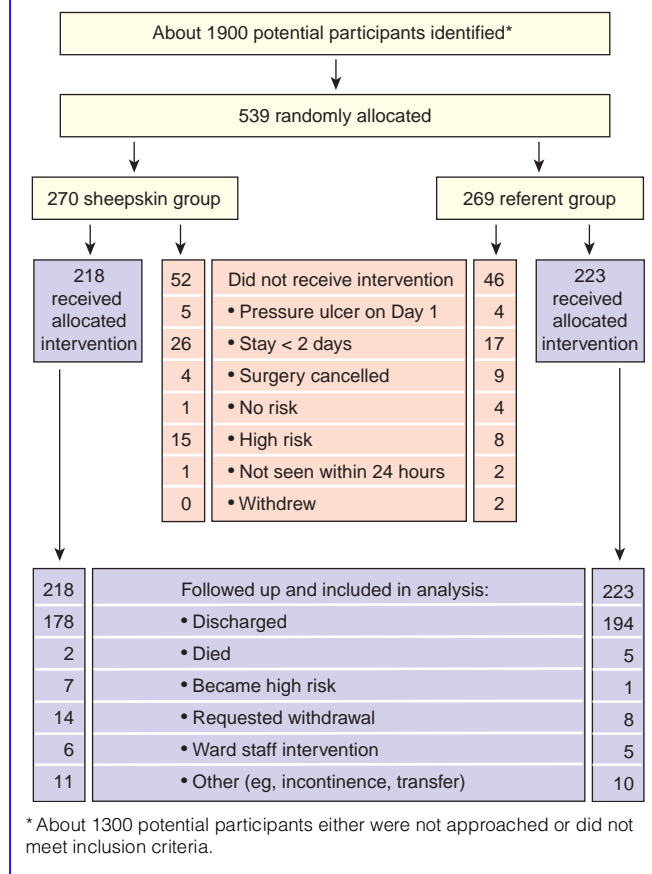 About 1900 potential participants identified*
539 randomly allocated
270 sheepskin group
269 referent group
218
received
allocated
intervention
52 Did not receive intervention 46
5 • Pressure ulcer on Day 1 4
26 • Stay < 2 days 17
4 • Surgery cancelled 9
1 • No risk 4
15 • High risk 8
1 • Not seen within 24 hours 2
0 • Withdrew 2
223
received
allocated
intervention
218 Followed up and included in analysis: 223
178 • Discharged 194
2 • Died 5
7 • Became high risk 1
14 • Requested withdrawal 8
6 • Ward staff intervention 5
11 • Other (eg, incontinence, transfer) 10
* About 1300 potential participants either were not approached or did not
meet inclusion criteria.